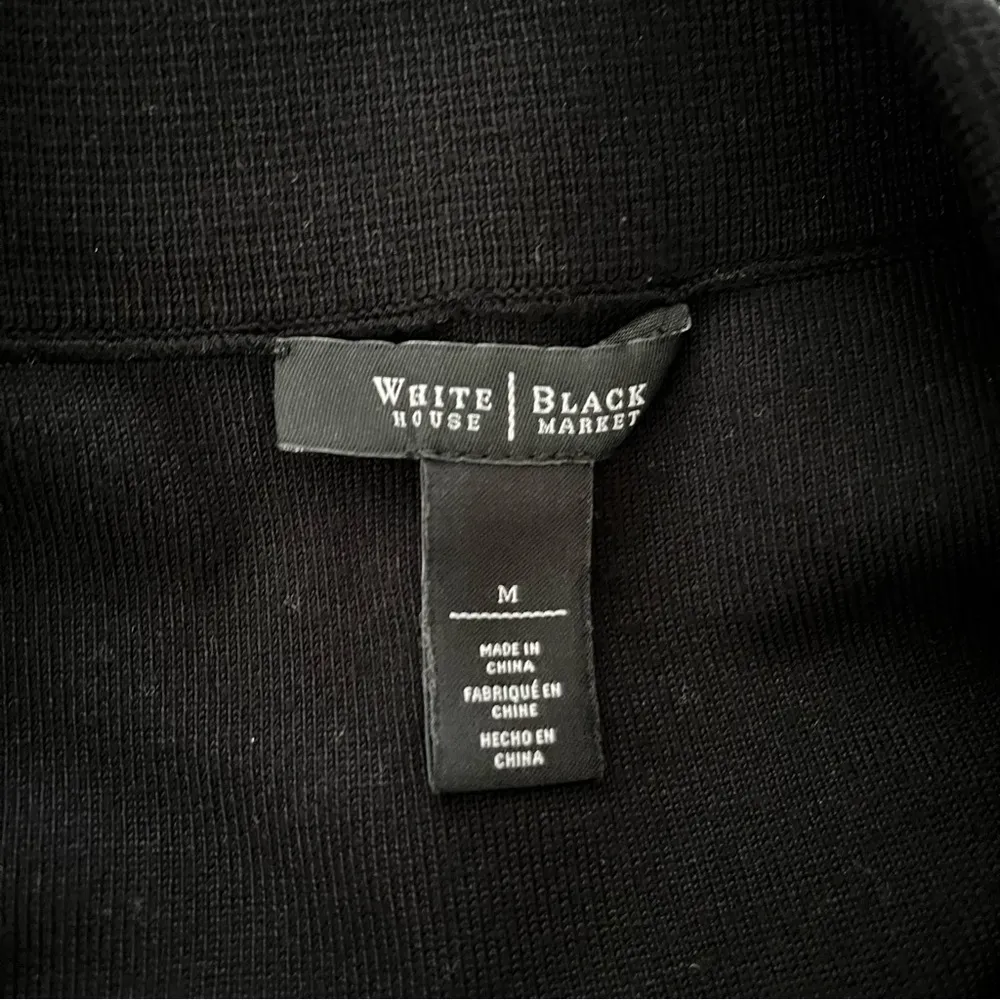 WHITE | BLACK
HOUSE | MARKET
M
MADE IN
CHINA
FABRIQUÉ EN
CHINE
HECHO EN
CHINA